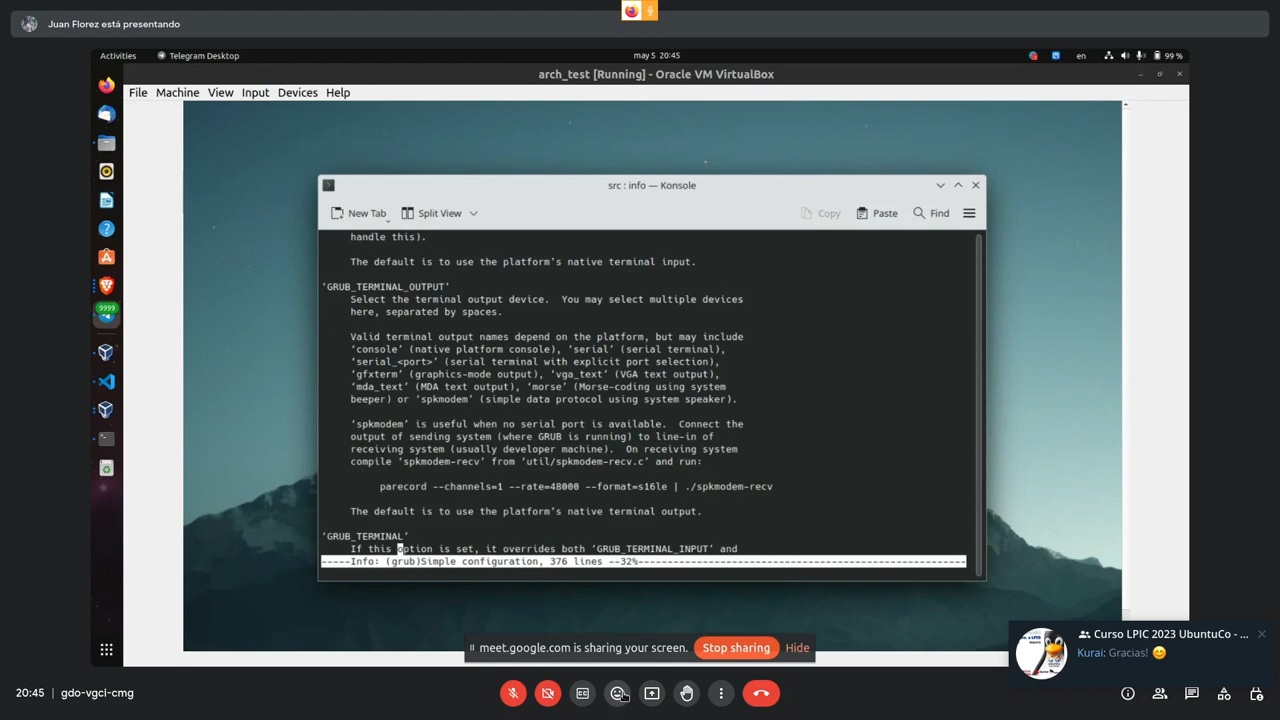 Juan Florez está presentando
Activities
Telegram Desktop
may 5 20:45
en
99 %
arch_test [Running] - Oracle VM VirtualBox
File Machine View Input Devices Help
src : info — Konsole
New Tab
Split View
Copy
Paste
Find
handle this).
The default is to use the platform’s native terminal input.
‘GRUB_TERMINAL_OUTPUT’
Select the terminal output device.  You may select multiple devices
here, separated by spaces.
Valid terminal output names depend on the platform, but may include
‘console’ (native platform console), ‘serial’ (serial terminal),
‘serial_<port>’ (serial terminal with explicit port selection),
‘gfxterm’ (graphics-mode output), ‘vga_text’ (VGA text output),
‘mda_text’ (MDA text output), ‘morse’ (Morse-coding using system
beeper) or ‘spkmodem’ (simple data protocol using system speaker).
‘spkmodem’ is useful when no serial port is available.  Connect the
output of sending system (where GRUB is running) to line-in of
receiving system (usually developer machine).  On receiving system
compile ‘spkmodem-recv’ from ‘util/spkmodem-recv.c’ and run:
parecord --channels=1 --rate=48000 --format=s16le | ./spkmodem-recv
The default is to use the platform’s native terminal output.
‘GRUB_TERMINAL’
If this option is set, it overrides both ‘GRUB_TERMINAL_INPUT’ and
-----Info: (grub)Simple configuration, 376 lines --32%-----
9999
meet.google.com is sharing your screen.
Stop sharing
Hide
Curso LPIC 2023 UbuntuCo - ...
Kurai: Gracias! 😊
20:45
gdo-vgci-cmg